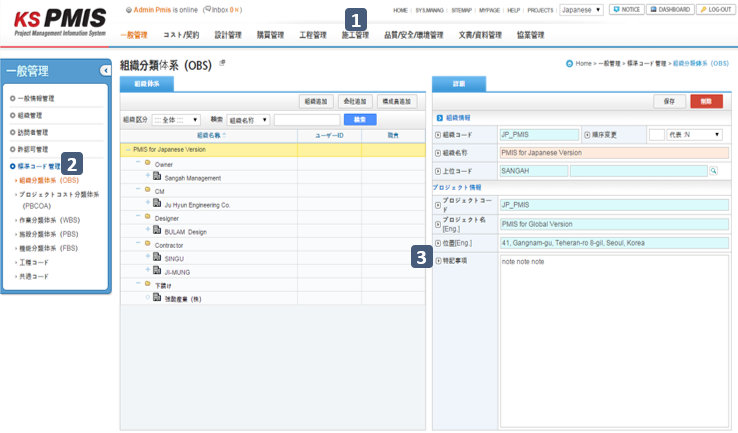 KS PMIS
Project Management Infomation System
Admin Pmis is online (Inbox 0 )
HOME | SYS.MANAG | SITEMAP | MYPAGE | HELP | PROJECTS | Japanese
NOTICE
DASHBOARD
LOG-OUT
1
一般管理 コスト/契約 設計管理 購買管理 工程管理 施工管理 品質/安全/環境管理 文書/資料管理 協業管理
一般管理
一般情報管理
組織管理
訪問者管理
許認可管理
標準コード管理
2
組織分盤体系 (OBS)
プロジェクトコスト分盤体系
(PBCOA)
作業分盤体系 (WBS)
施設分盤体系 (PBS)
機能分盤体系 (FBS)
工種コード
共通コード
組織分類体系 (OBS)
Home > 一般管理 > 標準コード管理 > 組織分類体系 (OBS)
組織体系
組織追加 会社追加 構成員追加
組織区分 :::: 全体 :::: 検索 組織名称 検索
組織名称 ユーザーID 職責
PMIS for Japanese Version
Owner
Sangah Management
CM
Ju Hyun Engineering Co.
Designer
BULAM Design
Contractor
SINGU
JI-MUNG
下請け
強勘産業 (株)
詳細
保存 削除
組織情報
組織コード JP_PMIS 順序変更 代表 :N
組織名称 PMIS for Japanese Version
上位コード SANGAH
プロジェクト情報
プロジェクトコード JP_PMIS
プロジェクト名 [Eng.] PMIS for Global Version
3
位置[Eng.] 41, Gangnam-gu, Teheran-ro 8-gil, Seoul, Korea
特記事項 note note note